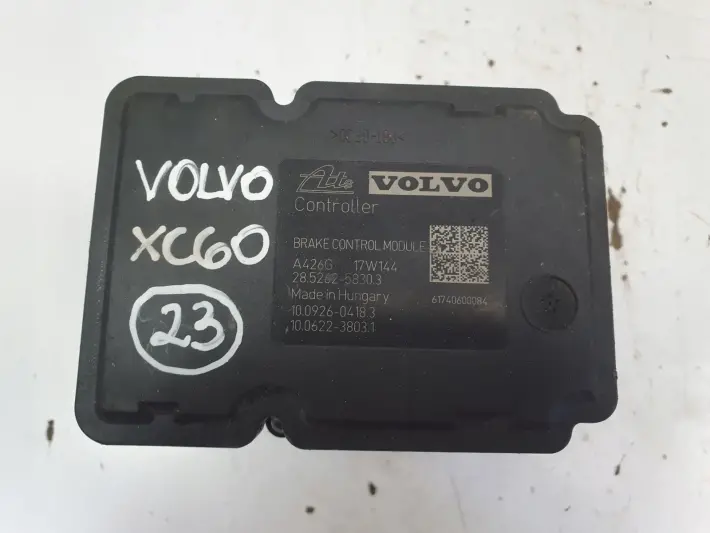 VOLVO
XC60
23
Ate VOLVO
Controller
BRAKE CONTROL MODULE
A426G 17W144
28.5262-5830.3
Made in Hungary
61740600084
10.0926-0418.3
10.0622-3803.1